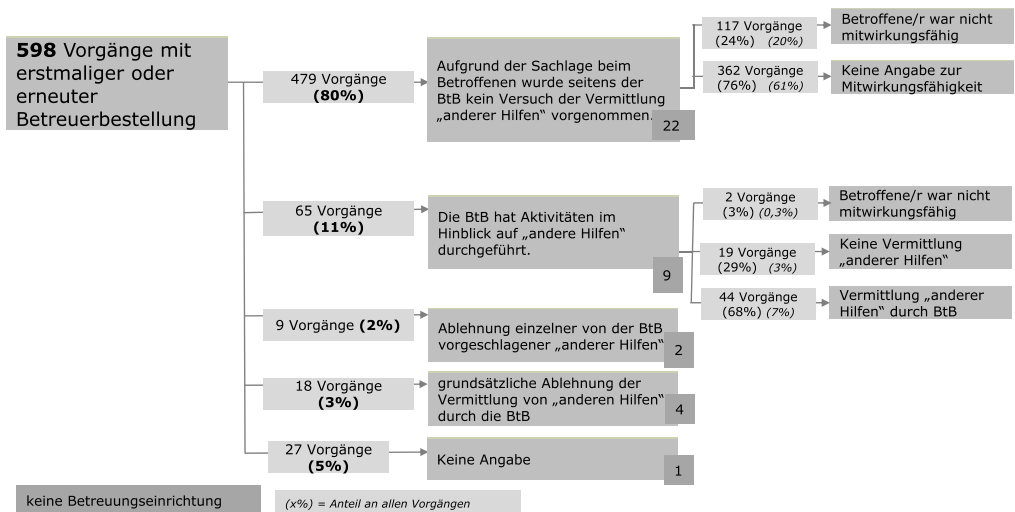 598 Vorgänge mit
erstmaliger oder
erneuter
Betreuerbestellung
479 Vorgänge
(80%)
Aufgrund der Sachlage beim
Betroffenen wurde seitens der
BtB kein Versuch der Vermittlung
„anderer Hilfen“ vorgenommen.
22
117 Vorgänge
(24%) (20%)
Betroffene/r war nicht
mitwirkungsfähig
362 Vorgänge
(76%) (61%)
Keine Angabe zur
Mitwirkungsfähigkeit
65 Vorgänge
(11%)
Die BtB hat Aktivitäten im
Hinblick auf „andere Hilfen“
durchgeführt.
9
2 Vorgänge
(3%) (0,3%)
Betroffene/r war nicht
mitwirkungsfähig
19 Vorgänge
(29%) (3%)
Keine Vermittlung
„anderer Hilfen“
44 Vorgänge
(68%) (7%)
Vermittlung „anderer
Hilfen“ durch BtB
9 Vorgänge (2%)
Ablehnung einzelner von der BtB
vorgeschlagener „anderer Hilfen“
2
18 Vorgänge
(3%)
grundsätzliche Ablehnung der
Vermittlung von „anderen Hilfen“
durch die BtB
4
27 Vorgänge
(5%)
Keine Angabe
1
keine Betreuungseinrichtung
(x%) = Anteil an allen Vorgängen